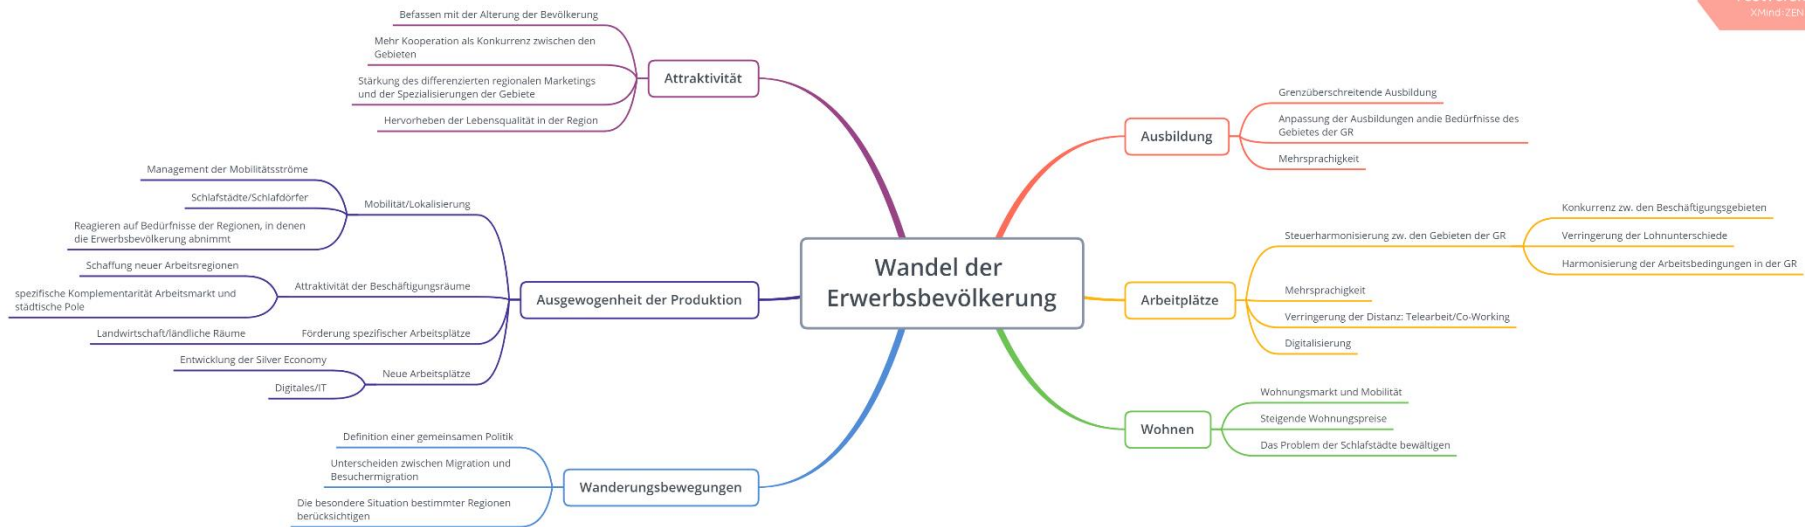 Wandel der
Erwerbsbevölkerung
Ausbildung
Grenzüberschreitende Ausbildung
Anpassung der Ausbildungen andie Bedürfnisse des
Gebietes der GR
Mehrsprachigkeit
Arbeitplätze
Steuerharmonisierung zw. den Gebieten der GR
Konkurrenz zw. den Beschäftigungsgebieten
Verringerung der Lohnunterschiede
Harmonisierung der Arbeitsbedingungen in der GR
Mehrsprachigkeit
Verringerung der Distanz: Telearbeit/Co-Working
Digitalisierung
Wohnen
Wohnungsmarkt und Mobilität
Steigende Wohnungspreise
Das Problem der Schlafstädte bewältigen
Attraktivität
Befassen mit der Alterung der Bevölkerung
Mehr Kooperation als Konkurrenz zwischen den
Gebieten
Stärkung des differenzierten regionalen Marketings
und der Spezialisierungen der Gebiete
Hervorheben der Lebensqualität in der Region
Ausgewogenheit der Produktion
Mobilität/Lokalisierung
Management der Mobilitätsströme
Schlafstädte/Schlafdörfer
Reagieren auf Bedürfnisse der Regionen, in denen
die Erwerbsbevölkerung abnimmt
Attraktivität der Beschäftigungsräume
Schaffung neuer Arbeitsregionen
spezifische Komplementarität Arbeitsmarkt und
städtische Pole
Förderung spezifischer Arbeitsplätze
Landwirtschaft/ländliche Räume
Neue Arbeitsplätze
Entwicklung der Silver Economy
Digitales/IT
Wanderungsbewegungen
Definition einer gemeinsamen Politik
Unterscheiden zwischen Migration und
Besuchermigration
Die besondere Situation bestimmter Regionen
berücksichtigen
XMind-ZEN